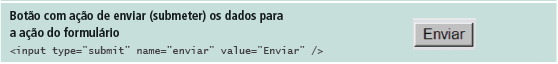 Botão com ação de enviar (submeter) os dados para
a ação do formulário
<input type="submit" name="enviar" value="Enviar" />
Enviar